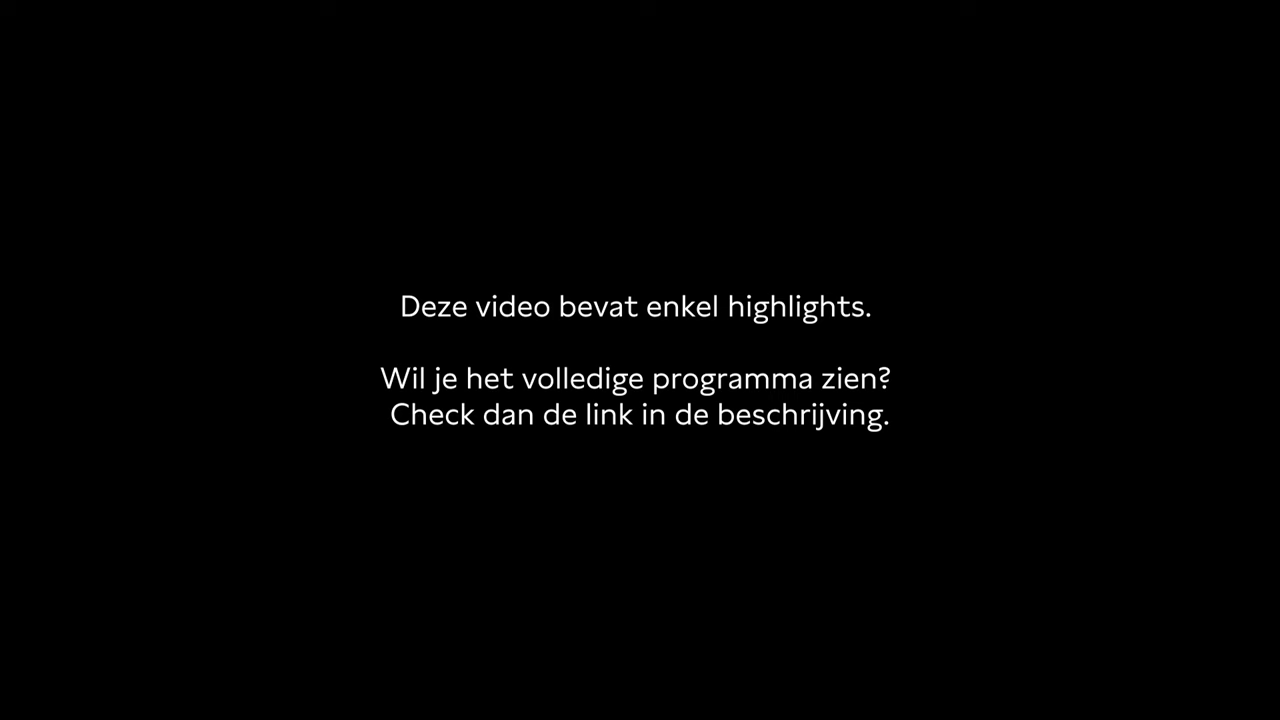 Deze video bevat enkel highlights.
Wil je het volledige programma zien?
Check dan de link in de beschrijving.